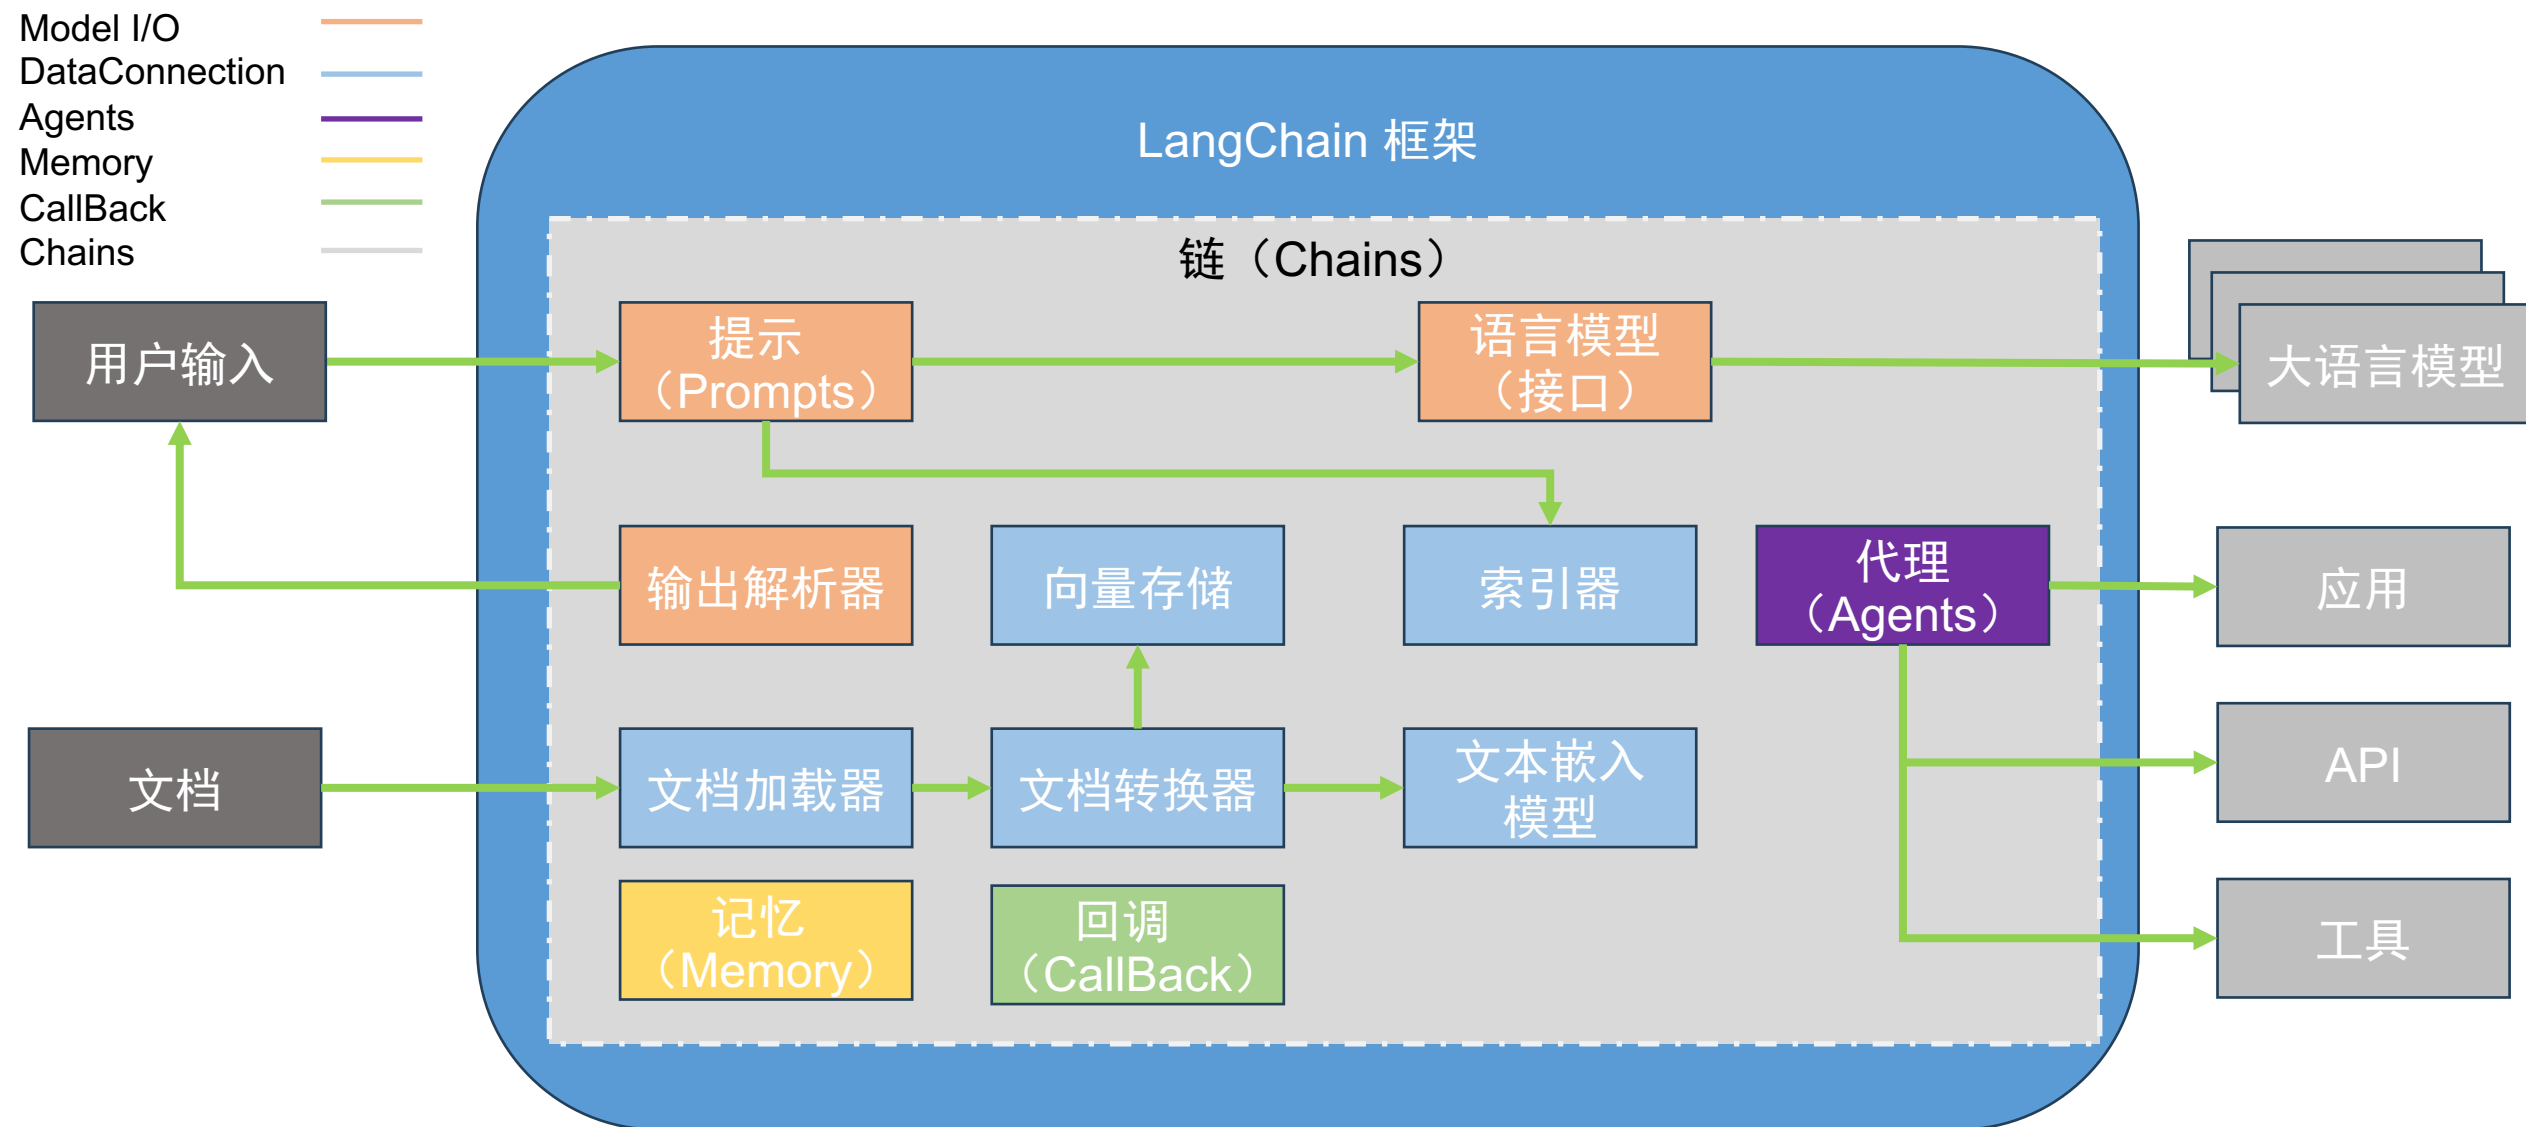 Model I/O
DataConnection
Agents
Memory
CallBack
Chains
LangChain 框架
链（Chains）
用户输入
提示
（Prompts）
语言模型
（接口）
大语言模型
输出解析器
向量存储
索引器
代理
（Agents）
应用
文档
文档加载器
文档转换器
文本嵌入
模型
API
记忆
（Memory）
回调
（CallBack）
工具